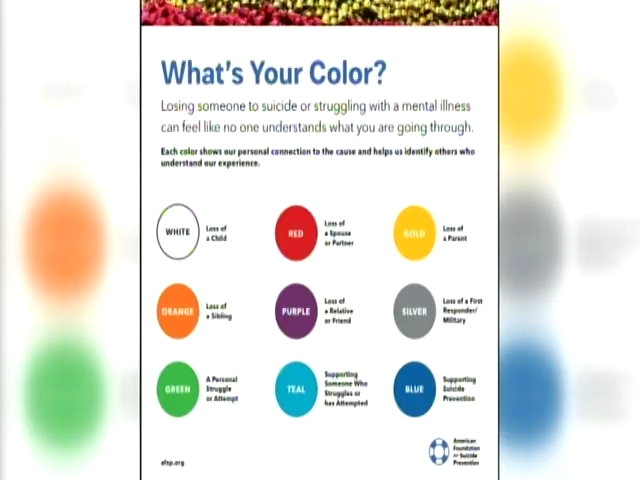 What's Your Color?
Losing someone to suicide or struggling with a mental illness
can feel like no one understands what you are going through.
Each color shows our personal connection to the cause and helps us identify others who
understand our experience.
WHITE
Loss of
a Child
RED
Loss of
a Spouse
or Partner
GOLD
Loss of
a Parent
ORANGE
Loss of
a Sibling
PURPLE
Loss of
a Relative
or Friend
SILVER
Loss of a First
Responder/
Military
GREEN
A Personal
Struggle
or Attempt
TEAL
Supporting
Someone Who
Struggles or
has Attempted
BLUE
Supporting
Suicide
Prevention
afsp.org
American
Foundation
for Suicide
Prevention